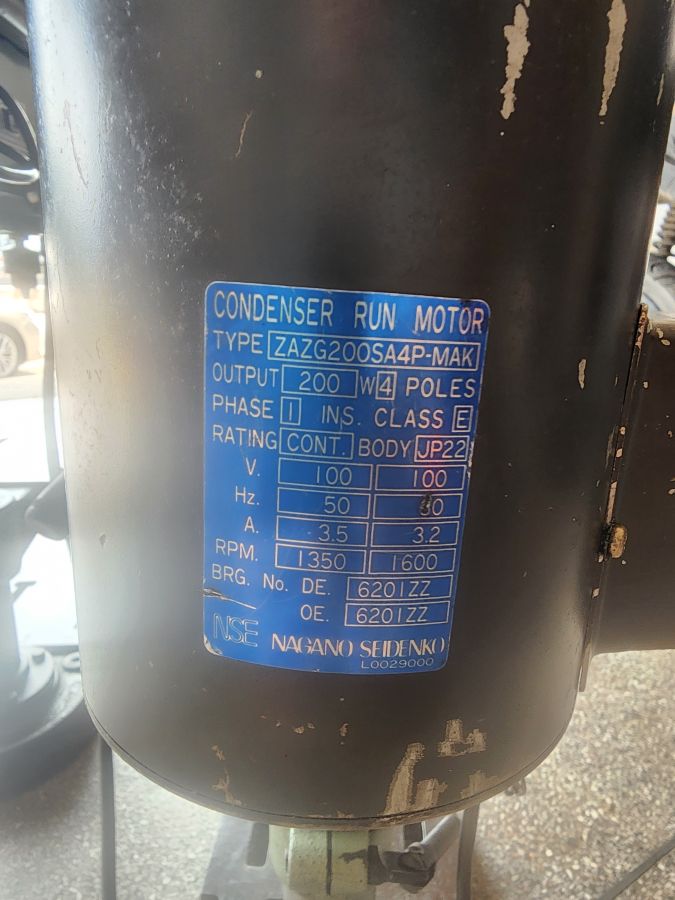 CONDENSER RUN MOTOR
TYPE ZAZG200SA4P-MAK
OUTPUT 200 W 4 POLES
PHASE 1 INS. CLASS E
RATING CONT. BODY JP22
V. 100 100
Hz. 50
A. 3.5 3.2
RPM. 1350 1600
BRG. No. DE. 6201ZZ
OE. 6201ZZ
NSE NAGANO SEIDENKO
L0029000